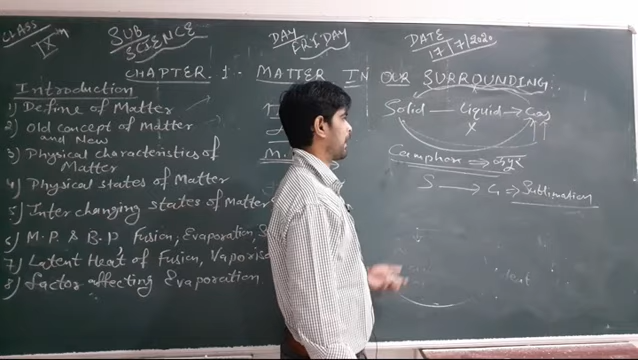 CLASS
IX
SUB
SCIENCE
DAY
FRIDAY
DATE
17/7/2020
CHAPTER. 1 - MATTER IN OUR SURROUNDING.
Introduction
1) Define of Matter
2) Old concept of Matter
and New
3) Physical characteristics of
Matter
4) Physical states of Matter
5) Inter changing states of Matter
6) M.P. & B.P, Fusion, Evaporation, S
7) Latent Heat of Fusion, Vaporis
8) Factor affecting Evaporation.
Solid — Liquid → Gas
X
Camphor ⇒ कपूर
S → G ⇒ Sublimation